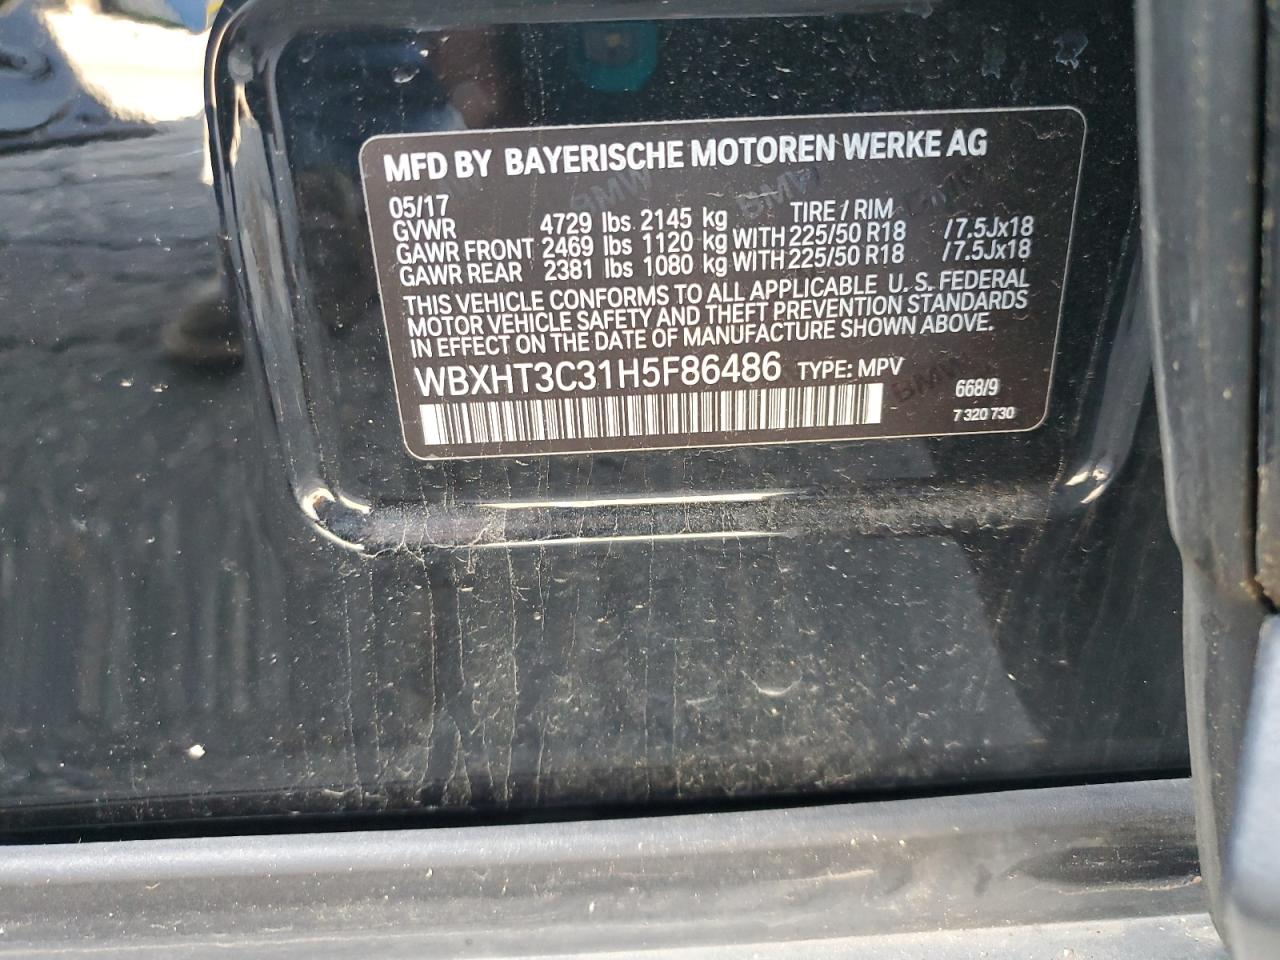 MFD BY BAYERISCHE MOTOREN WERKE AG
05/17 TIRE / RIM
GVWR 4729 lbs 2145 kg
GAWR FRONT 2469 lbs 1120 kg WITH 225/50 R18 /7.5Jx18
GAWR REAR 2381 lbs 1080 kg WITH 225/50 R18 /7.5Jx18
THIS VEHICLE CONFORMS TO ALL APPLICABLE U. S. FEDERAL
MOTOR VEHICLE SAFETY AND THEFT PREVENTION STANDARDS
IN EFFECT ON THE DATE OF MANUFACTURE SHOWN ABOVE.
WBXHT3C31H5F86486 TYPE: MPV
668/9
7 320 730
BMW
BMW
BMW